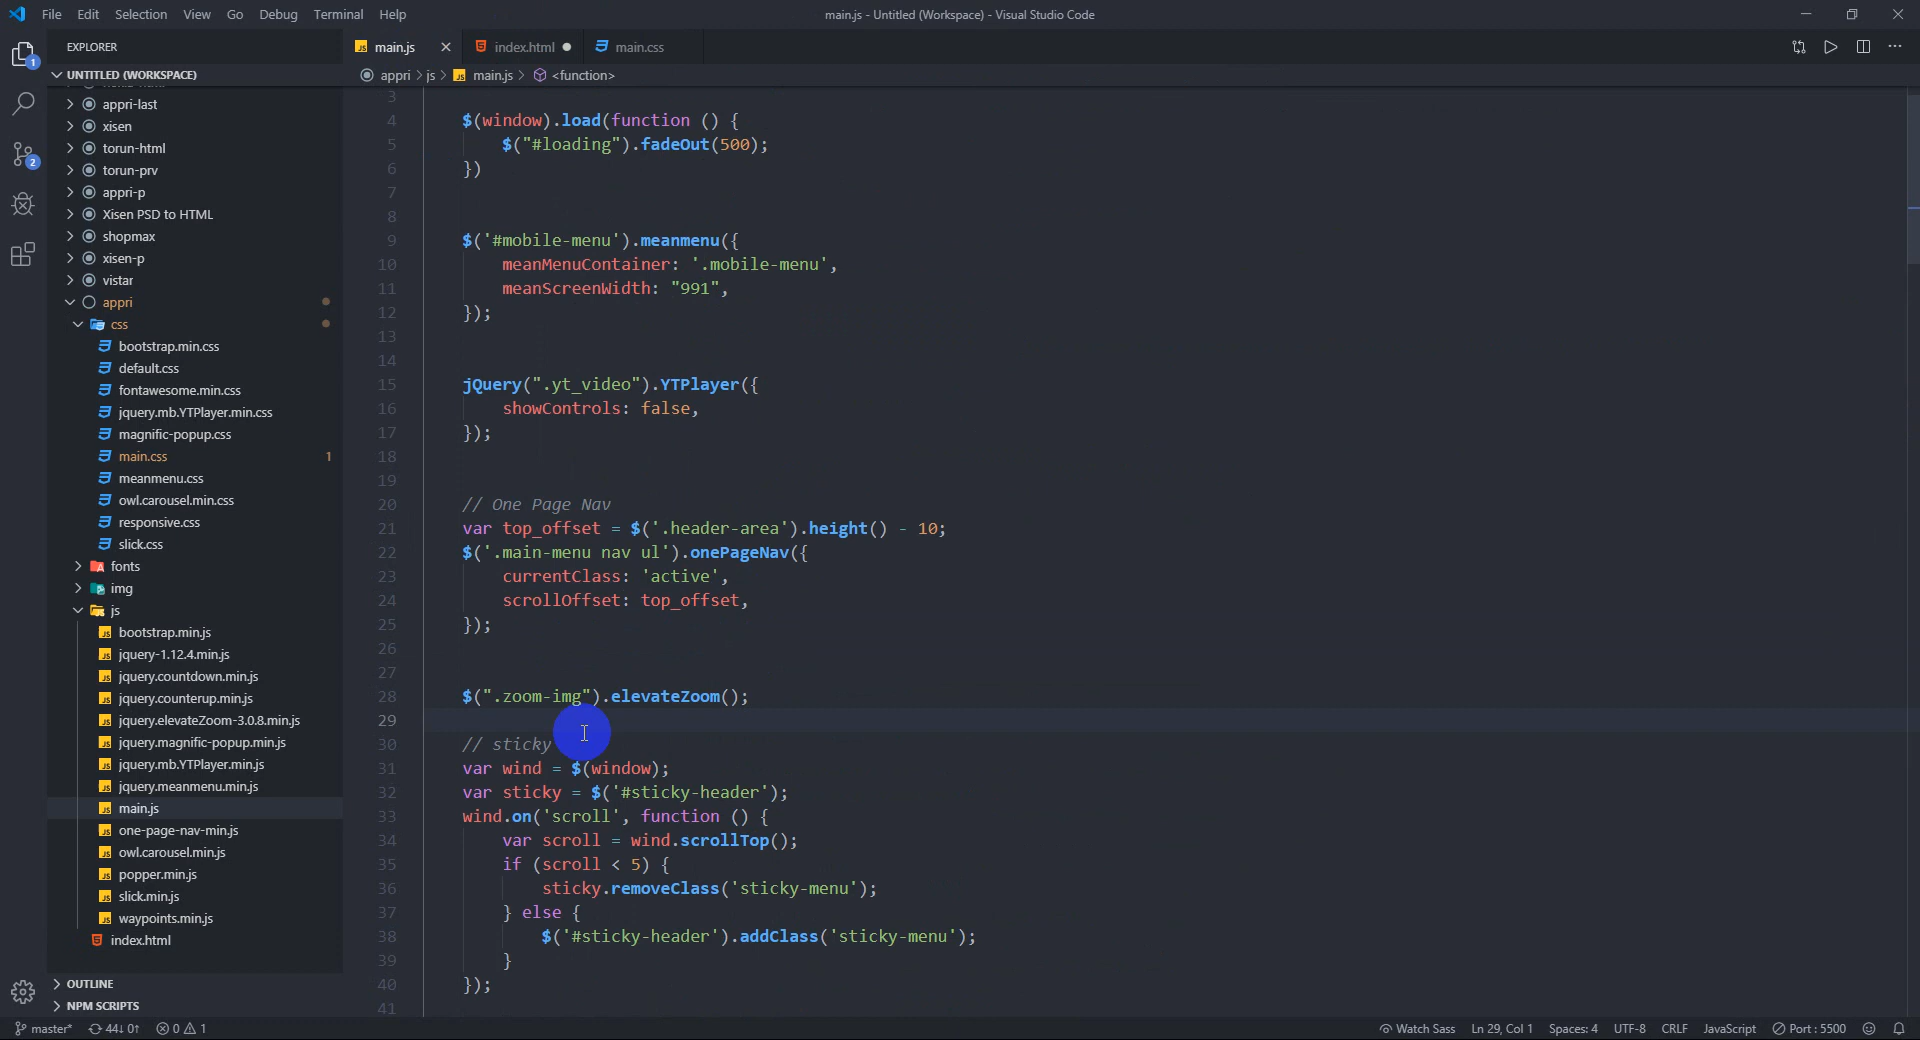 File Edit Selection View Go Debug Terminal Help
main.js - Untitled (Workspace) - Visual Studio Code
EXPLORER
main.js
index.html
main.css
UNTITLED (WORKSPACE)
appri > js > main.js > <function>
appri-last
xisen
torun-html
torun-prv
appri-p
Xisen PSD to HTML
shopmax
xisen-p
vistar
appri
css
bootstrap.min.css
default.css
fontawesome.min.css
jquery.mb.YTPlayer.min.css
magnific-popup.css
main.css 1
meanmenu.css
owl.carousel.min.css
responsive.css
slick.css
fonts
img
js
bootstrap.min.js
jquery-1.12.4.min.js
jquery.countdown.min.js
jquery.counterup.min.js
jquery.elevateZoom-3.0.8.min.js
jquery.magnific-popup.min.js
jquery.mb.YTPlayer.min.js
jquery.meanmenu.min.js
main.js
one-page-nav-min.js
owl.carousel.min.js
popper.min.js
slick.min.js
waypoints.min.js
index.html
OUTLINE
NPM SCRIPTS
1
2
3
4 $(window).load(function () {
5 $("#loading").fadeOut(500);
6 })
7
8
9 $('#mobile-menu').meanmenu({
10 meanMenuContainer: '.mobile-menu',
11 meanScreenWidth: "991",
12 });
13
14
15 jQuery(".yt_video").YTPlayer({
16 showControls: false,
17 });
18
19
20 // One Page Nav
21 var top_offset = $('.header-area').height() - 10;
22 $('.main-menu nav ul').onePageNav({
23 currentClass: 'active',
24 scrollOffset: top_offset,
25 });
26
27
28 $(".zoom-img").elevateZoom();
29
30 // sticky
31 var wind = $(window);
32 var sticky = $('#sticky-header');
33 wind.on('scroll', function () {
34 var scroll = wind.scrollTop();
35 if (scroll < 5) {
36 sticky.removeClass('sticky-menu');
37 } else {
38 $('#sticky-header').addClass('sticky-menu');
39 }
40 });
41
master* 44↓ 0↑ 0 1
Watch Sass Ln 29, Col 1 Spaces: 4 UTF-8 CRLF JavaScript Port : 5500